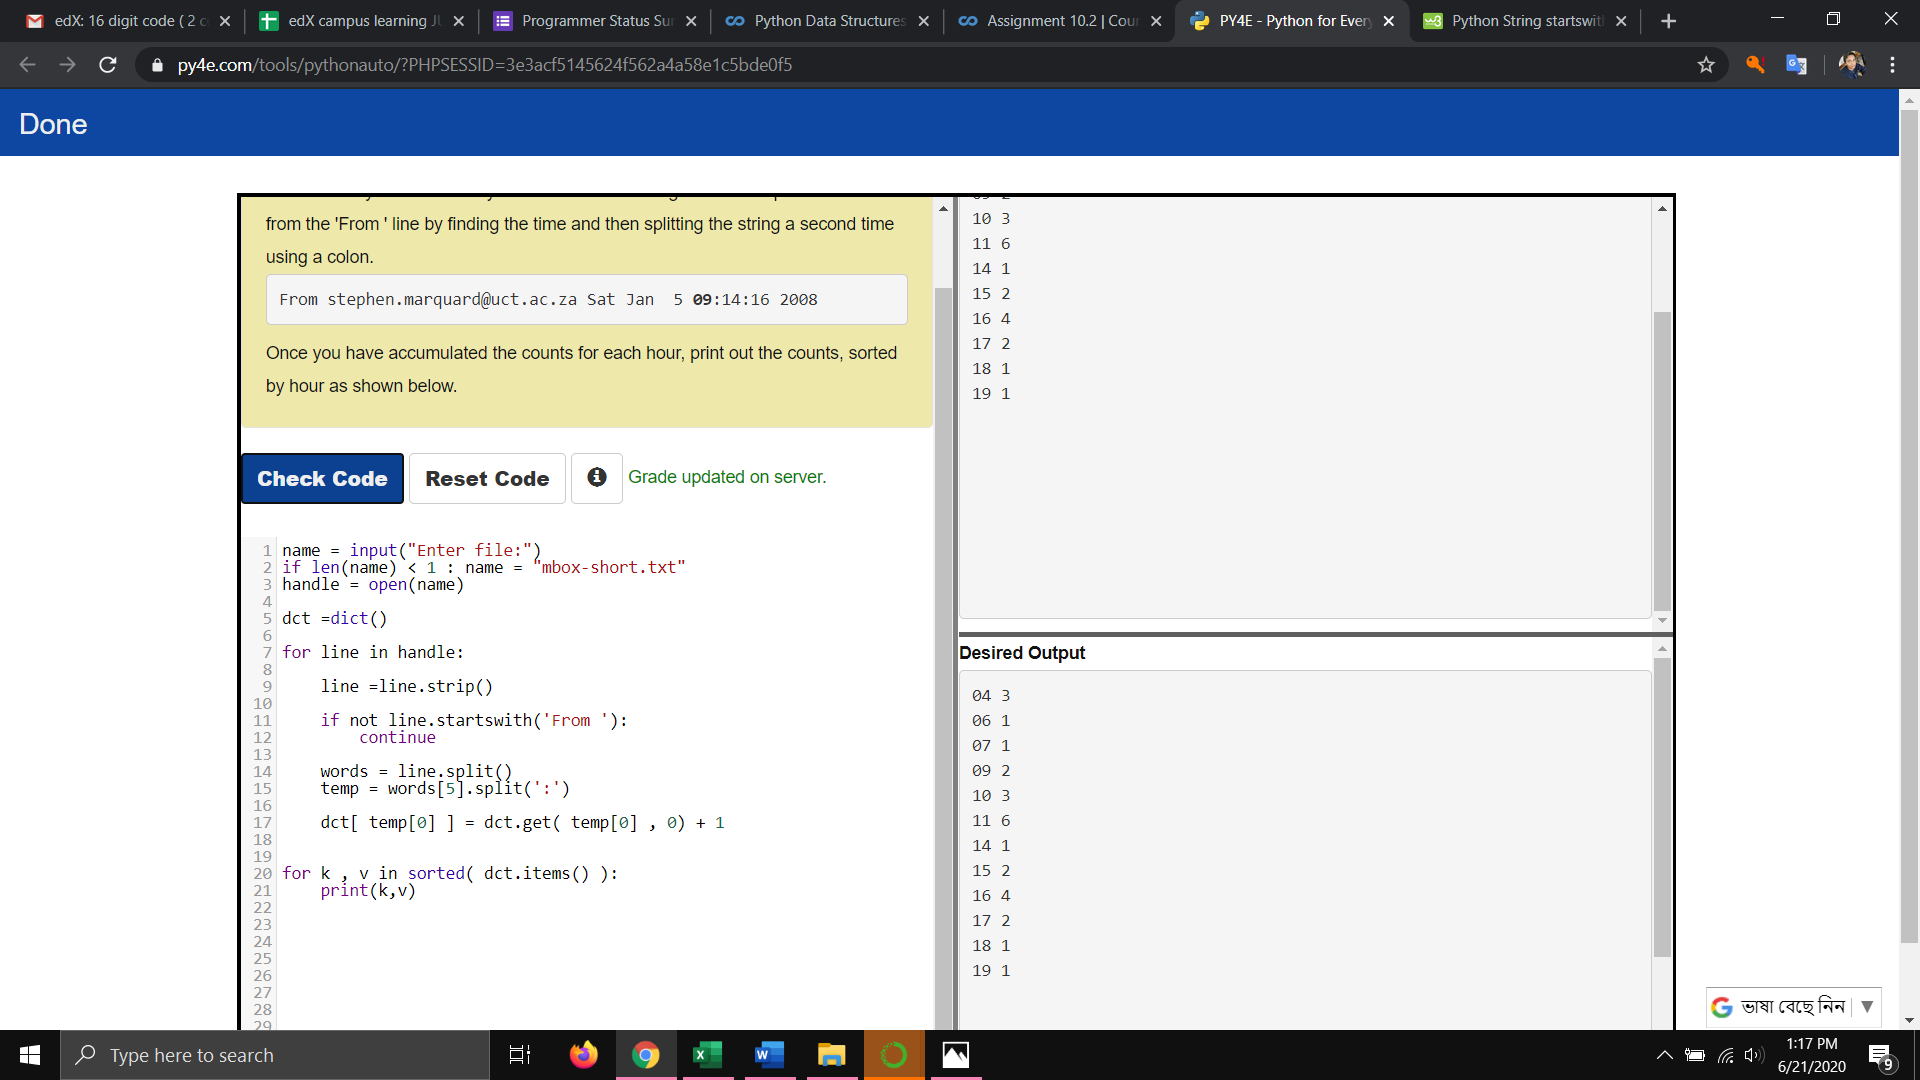 edX: 16 digit code ( 2 c
edX campus learning JU
Programmer Status Sur
Python Data Structures
Assignment 10.2 | Cour
PY4E - Python for Every
Python String startswith
py4e.com/tools/pythonauto/?PHPSESSID=3e3acf5145624f562a4a58e1c5bde0f5
Done
from the 'From ' line by finding the time and then splitting the string a second time
using a colon.
From stephen.marquard@uct.ac.za Sat Jan  5 09:14:16 2008
Once you have accumulated the counts for each hour, print out the counts, sorted
by hour as shown below.
Check Code
Reset Code
Grade updated on server.
1 name = input("Enter file:")
2 if len(name) < 1 : name = "mbox-short.txt"
3 handle = open(name)
4
5 dct =dict()
6
7 for line in handle:
8
9     line =line.strip()
10
11     if not line.startswith('From '):
12         continue
13
14     words = line.split()
15     temp = words[5].split(':')
16
17     dct[ temp[0] ] = dct.get( temp[0] , 0) + 1
18
19
20 for k , v in sorted( dct.items() ):
21     print(k,v)
22
23
24
25
26
27
28
29
09 2
10 3
11 6
14 1
15 2
16 4
17 2
18 1
19 1
Desired Output
04 3
06 1
07 1
09 2
10 3
11 6
14 1
15 2
16 4
17 2
18 1
19 1
ভাষা বেছে নিন
Type here to search
1:17 PM
6/21/2020
9